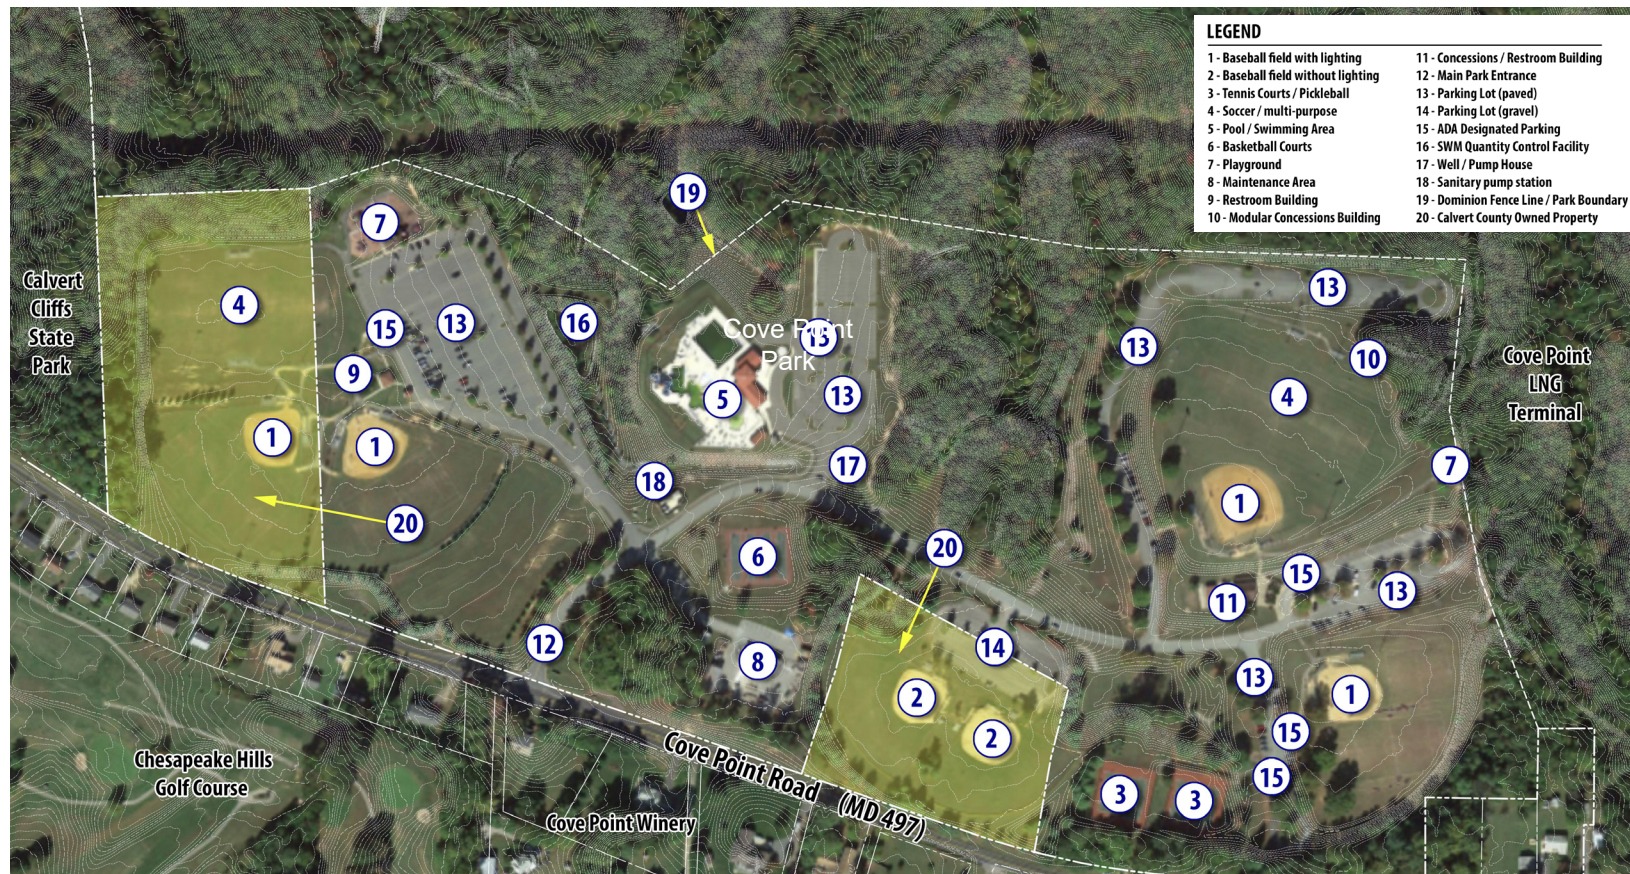 LEGEND
1 - Baseball field with lighting
2 - Baseball field without lighting
3 - Tennis Courts / Pickleball
4 - Soccer / multi-purpose
5 - Pool / Swimming Area
6 - Basketball Courts
7 - Playground
8 - Maintenance Area
9 - Restroom Building
10 - Modular Concessions Building
11 - Concessions / Restroom Building
12 - Main Park Entrance
13 - Parking Lot (paved)
14 - Parking Lot (gravel)
15 - ADA Designated Parking
16 - SWM Quantity Control Facility
17 - Well / Pump House
18 - Sanitary pump station
19 - Dominion Fence Line / Park Boundary
20 - Calvert County Owned Property
19
7
4
15
13
16
9
1
1
20
Calvert
Cliffs
State
Park
Cove Point
Park
15
5
13
18
17
6
20
12
8
14
2
2
13
13
10
4
7
1
15
11
13
13
1
15
15
3
3
Cove Point
LNG
Terminal
Chesapeake Hills
Golf Course
Cove Point Winery
Cove Point Road (MD 497)